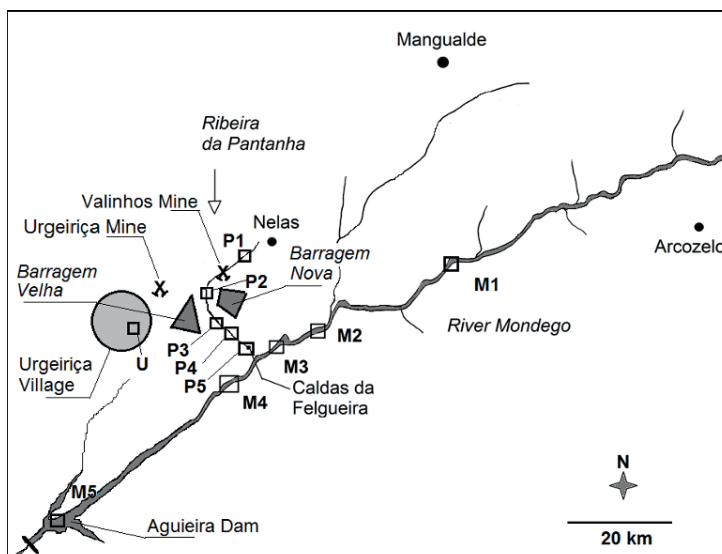 Mangualde
Ribeira
da Pantanha
Valinhos Mine
Nelas
Urgeiriça Mine
P1
Arcozelo
Barragem
Velha
P2
Barragem
Nova
M1
River Mondego
P3
M2
Urgeiriça
Village
U
P4
M3
P5
Caldas da
Felgueira
M4
N
M5
Aguieira Dam
20 km